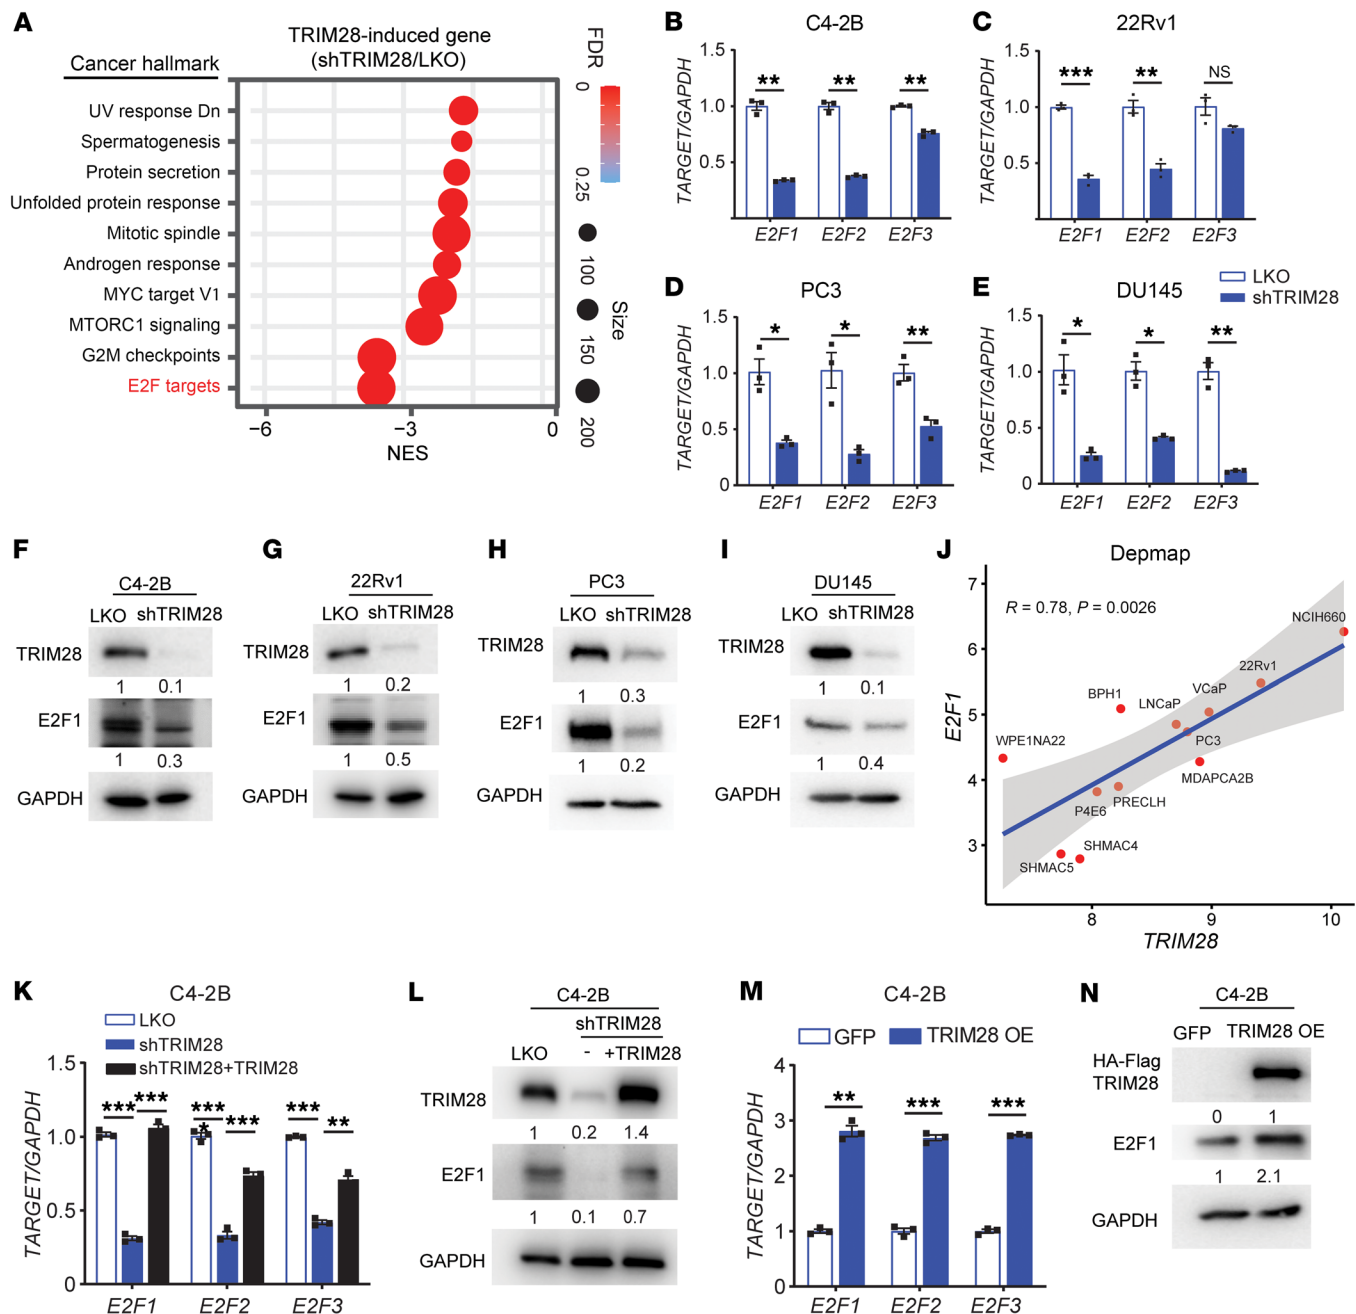 A
TRIM28-induced gene
(shTRIM28/LKO)
Cancer hallmark
UV response Dn
Spermatogenesis
Protein secretion
Unfolded protein response
Mitotic spindle
Androgen response
MYC target V1
MTORC1 signaling
G2M checkpoints
E2F targets
−6 −3 0
NES
FDR
0
0.25
100
150
200
Size
B
C4-2B
TARGET/GAPDH
1.5
1.0
0.5
** ** **
E2F1 E2F2 E2F3
C
22Rv1
TARGET/GAPDH
1.5
1.0
0.5
0
*** ** NS
E2F1 E2F2 E2F3
LKO
shTRIM28
D
PC3
TARGET/GAPDH
1.5
1.0
0.5
0
* * **
E2F1 E2F2 E2F3
E
DU145
TARGET/GAPDH
1.5
1.0
0.5
0
* * **
E2F1 E2F2 E2F3
F
C4-2B
LKO shTRIM28
TRIM28
1 0.1
E2F1
1 0.3
GAPDH
G
22Rv1
LKO shTRIM28
TRIM28
1 0.2
E2F1
1 0.5
GAPDH
H
PC3
LKO shTRIM28
TRIM28
1 0.3
E2F1
1 0.2
GAPDH
I
DU145
LKO shTRIM28
TRIM28
1 0.1
E2F1
1 0.4
GAPDH
J
Depmap
R = 0.78, P = 0.0026
E2F1
7
6
5
4
3
NCIH660
22Rv1
VCaP
BPH1
LNCaP
PC3
WPE1NA22
MDAPCA2B
P4E6
PRECLH
SHMAC4
SHMAC5
8 9 10
TRIM28
K
C4-2B
LKO
shTRIM28
shTRIM28+TRIM28
TARGET/GAPDH
1.5
1.0
0.5
0
*** *** *** * *** *** **
E2F1 E2F2 E2F3
L
C4-2B
shTRIM28
LKO - +TRIM28
TRIM28
1 0.2 1.4
E2F1
1 0.1 0.7
GAPDH
M
C4-2B
GFP TRIM28 OE
TARGET/GAPDH
4
3
2
1
0
** *** ***
E2F1 E2F2 E2F3
N
C4-2B
GFP TRIM28 OE
HA-Flag
TRIM28
0 1
E2F1
1 2.1
GAPDH